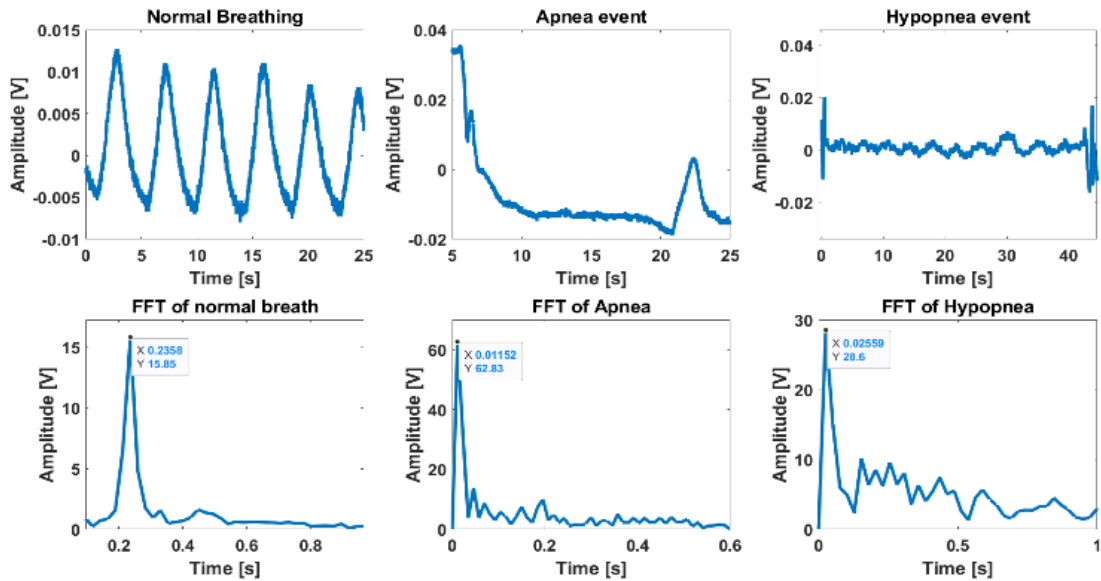 Normal Breathing
Apnea event
Hypopnea event
Amplitude [V]
0.015
0.01
0.005
0
-0.005
-0.01
0 5 10 15 20 25
Time [s]
Amplitude [V]
0.04
0.02
0
-0.02
5 10 15 20 25
Time [s]
Amplitude [V]
0.04
0.02
0
-0.02
0 10 20 30 40
Time [s]
FFT of normal breath
FFT of Apnea
FFT of Hypopnea
Amplitude [V]
15
10
5
0
X 0.2358
Y 15.85
0.2 0.4 0.6 0.8
Time [s]
Amplitude [V]
60
40
20
0
X 0.01152
Y 62.83
0 0.2 0.4 0.6
Time [s]
Amplitude [V]
30
20
10
0
X 0.02559
Y 28.6
0 0.5 1
Time [s]